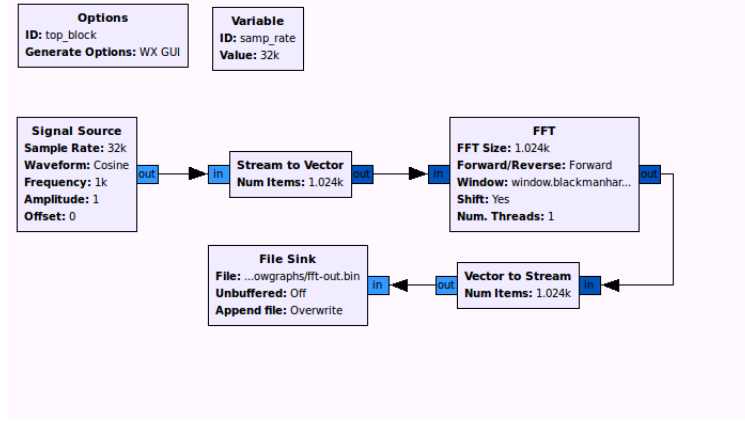 Options
ID: top_block
Generate Options: WX GUI
Variable
ID: samp_rate
Value: 32k
Signal Source
Sample Rate: 32k
Waveform: Cosine
Frequency: 1k
Amplitude: 1
Offset: 0
out
in
Stream to Vector
Num Items: 1.024k
out
in
FFT
FFT Size: 1.024k
Forward/Reverse: Forward
Window: window.blackmanhar...
Shift: Yes
Num. Threads: 1
out
File Sink
File: ...owgraphs/fft-out.bin
Unbuffered: Off
Append file: Overwrite
in
out
Vector to Stream
Num Items: 1.024k
in